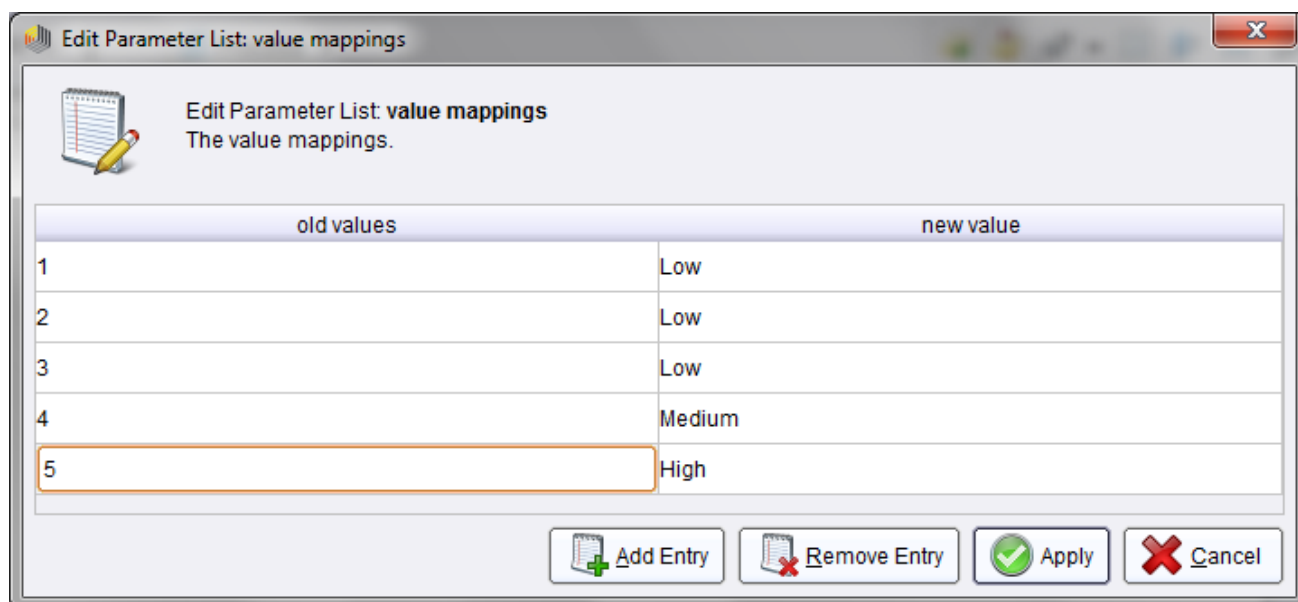 Edit Parameter List: value mappings
x
Edit Parameter List: value mappings
The value mappings.
old values new value
1 Low
2 Low
3 Low
4 Medium
5 High
Add Entry Remove Entry Apply Cancel